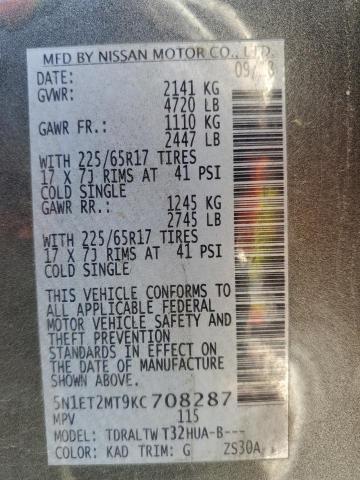 MFD BY NISSAN MOTOR CO., LTD.
DATE: 09/18
GVWR: 2141 KG
4720 LB
GAWR FR.: 1110 KG
2447 LB
WITH 225/65R17 TIRES
17 X 7J RIMS AT 41 PSI
COLD SINGLE
GAWR RR.: 1245 KG
2745 LB
WITH 225/65R17 TIRES
17 X 7J RIMS AT 41 PSI
COLD SINGLE
THIS VEHICLE CONFORMS TO
ALL APPLICABLE FEDERAL
MOTOR VEHICLE SAFETY AND
THEFT PREVENTION
STANDARDS IN EFFECT ON
THE DATE OF MANUFACTURE
SHOWN ABOVE.
5N1ET2MT9KC708287
MPV 115
MODEL: TDRALTW T32HUA-B---
COLOR: KAD TRIM: G ZS30A